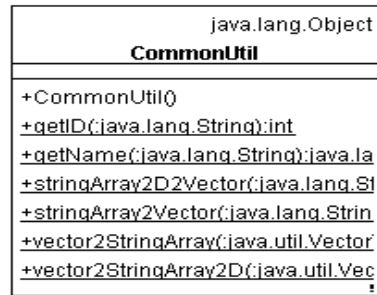 java.lang.Object
CommonUtil
+CommonUtil()
+getID(:java.lang.String):int
+getName(:java.lang.String):java.la
+stringArray2D2Vector(:java.lang.St
+stringArray2Vector(:java.lang.Strin
+vector2StringArray(:java.util.Vector
+vector2StringArray2D(:java.util.Vec